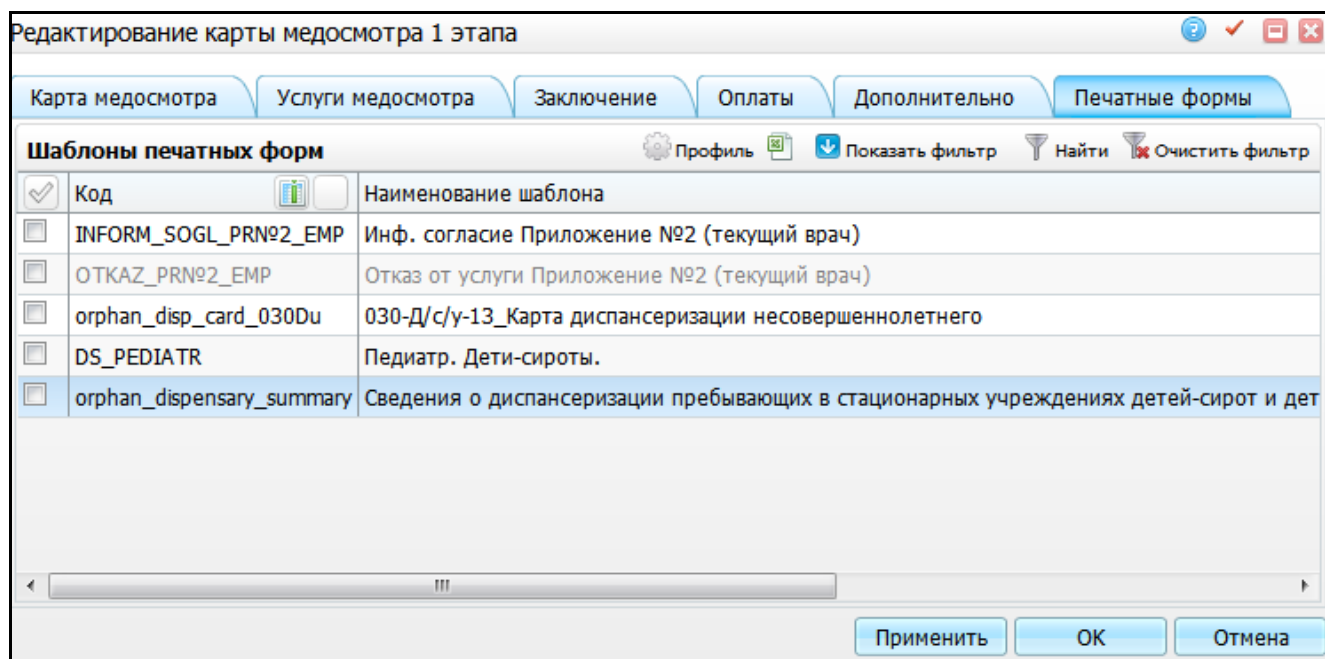 Редактирование карты медосмотра 1 этапа
Карта медосмотра Услуги медосмотра Заключение Оплаты Дополнительно Печатные формы
Шаблоны печатных форм Профиль Показать фильтр Найти Очистить фильтр
Код Наименование шаблона
INFORM_SOGL_PRNº2_EMP Инф. согласие Приложение №2 (текущий врач)
OTKAZ_PRNº2_EMP Отказ от услуги Приложение №2 (текущий врач)
orphan_disp_card_030Du 030-Д/с/у-13_Карта диспансеризации несовершеннолетнего
DS_PEDIATR Педиатр. Дети-сироты.
orphan_dispensary_summary Сведения о диспансеризации пребывающих в стационарных учреждениях детей-сирот и дет
Применить ОК Отмена